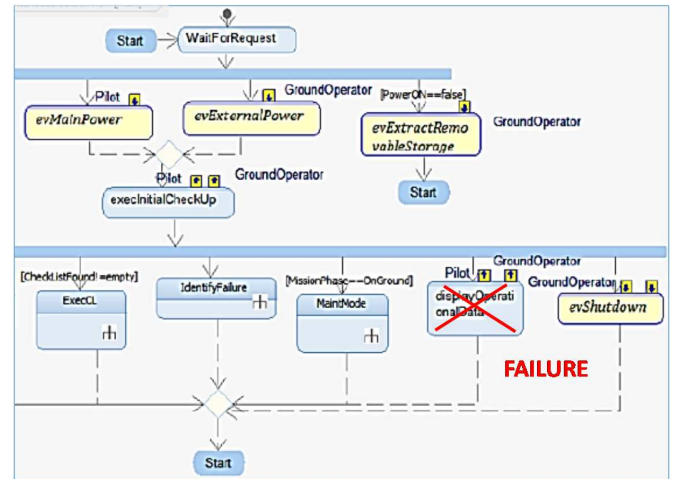 Start
WaitForRequest
Pilot
GroundOperator
[PowerON==false]
evMainPower
evExternalPower
evExtractRemo
vableStorage
GroundOperator
Pilot
GroundOperator
execInitialCheckUp
Start
[CheckListFound!=empty]
ExecCL
IdentifyFailure
[MissionPhase==OnGround]
MaintMode
Pilot
GroundOperator
displayOperati
onalData
GroundOperator
evShutdown
FAILURE
Start